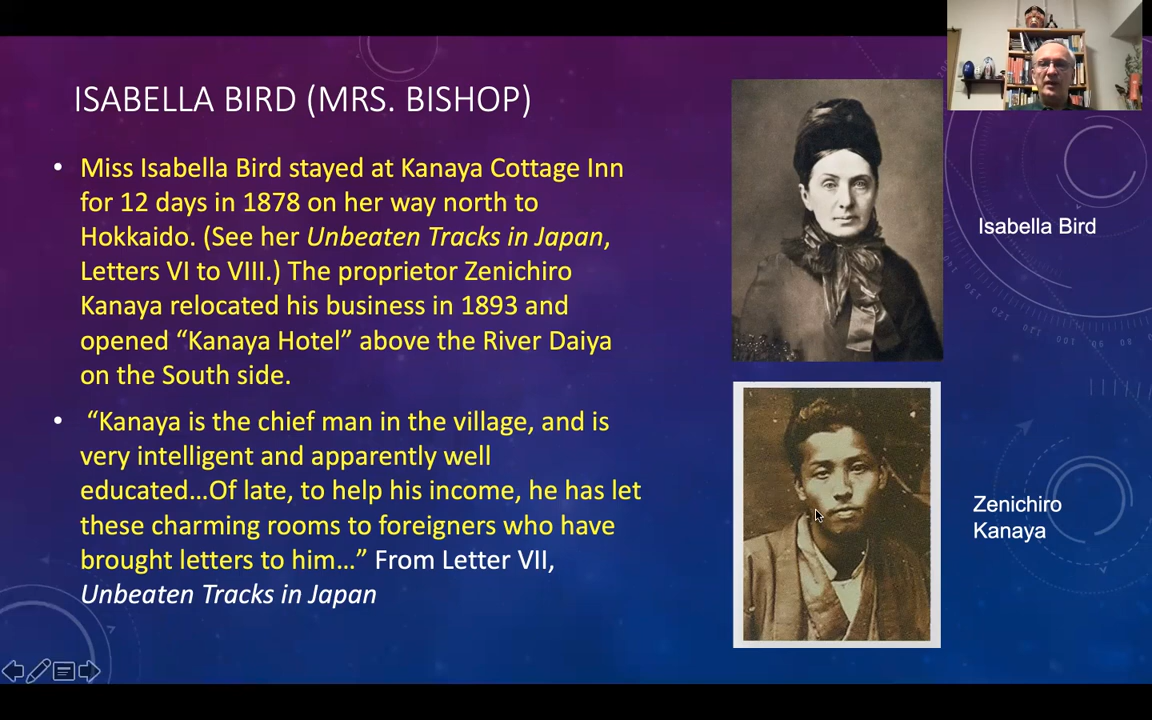 ISABELLA BIRD (MRS. BISHOP)
• Miss Isabella Bird stayed at Kanaya Cottage Inn
for 12 days in 1878 on her way north to
Hokkaido. (See her Unbeaten Tracks in Japan,
Letters VI to VIII.) The proprietor Zenichiro
Kanaya relocated his business in 1893 and
opened “Kanaya Hotel” above the River Daiya
on the South side.
• “Kanaya is the chief man in the village, and is
very intelligent and apparently well
educated...Of late, to help his income, he has let
these charming rooms to foreigners who have
brought letters to him...” From Letter VII,
Unbeaten Tracks in Japan
Isabella Bird
Zenichiro
Kanaya